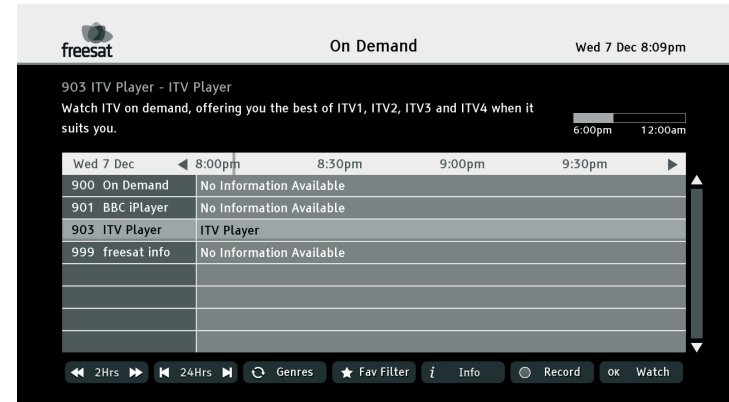 freesat
On Demand
Wed 7 Dec 8:09pm
903 ITV Player - ITV Player
Watch ITV on demand, offering you the best of ITV1, ITV2, ITV3 and ITV4 when it
suits you.
6:00pm 12:00am
Wed 7 Dec 8:00pm 8:30pm 9:00pm 9:30pm
900 On Demand No Information Available
901 BBC iPlayer No Information Available
903 ITV Player ITV Player
999 freesat info No Information Available
2Hrs 24Hrs Genres Fav Filter i Info Record OK Watch